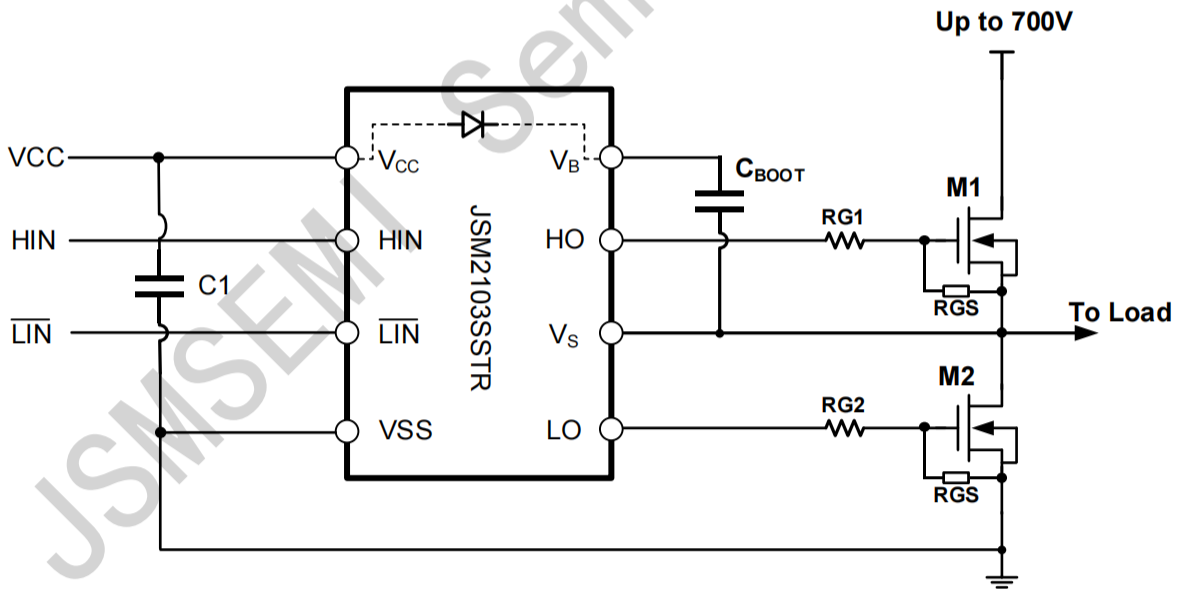 Up to 700V
VCC
VCC
VB
CBOOT
M1
RG1
HIN
HIN
HO
RGS
C1
To Load
LIN
LIN
VS
JSM2103SSTR
M2
RG2
VSS
LO
RGS
JSMSEMI Sem